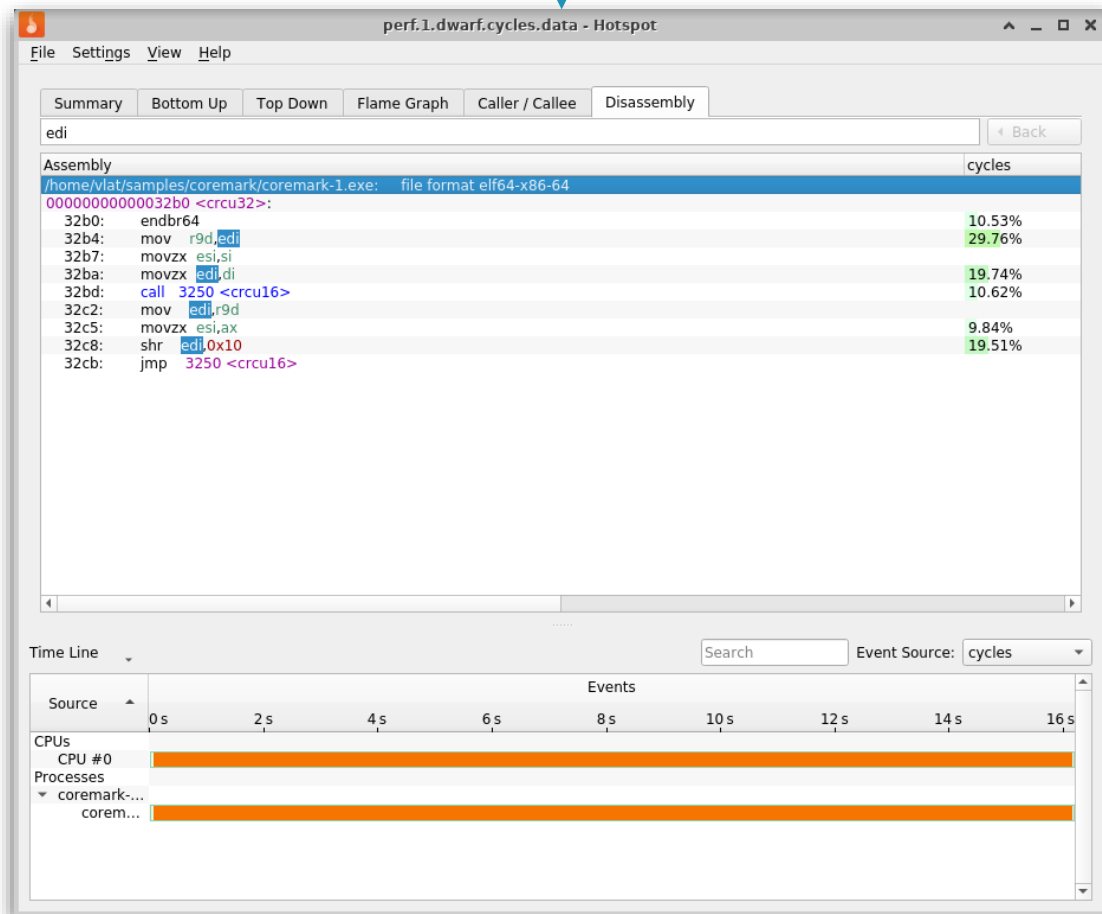 perf.1.dwarf.cycles.data - Hotspot
File Settings View Help
Summary Bottom Up Top Down Flame Graph Caller / Callee Disassembly
edi Back
Assembly cycles
/home/vlat/samples/coremark/coremark-1.exe: file format elf64-x86-64
00000000000032b0 <crcu32>:
32b0: endbr64 10.53%
32b4: mov r9d,edi 29.76%
32b7: movzx esi,si
32ba: movzx edi,di 19.74%
32bd: call 3250 <crcu16> 10.62%
32c2: mov edi,r9d
32c5: movzx esi,ax 9.84%
32c8: shr edi,0x10 19.51%
32cb: jmp 3250 <crcu16>
Time Line Search Event Source: cycles
Source Events
0 s 2 s 4 s 6 s 8 s 10 s 12 s 14 s 16 s
CPUs
CPU #0
Processes
coremark-...
corem...